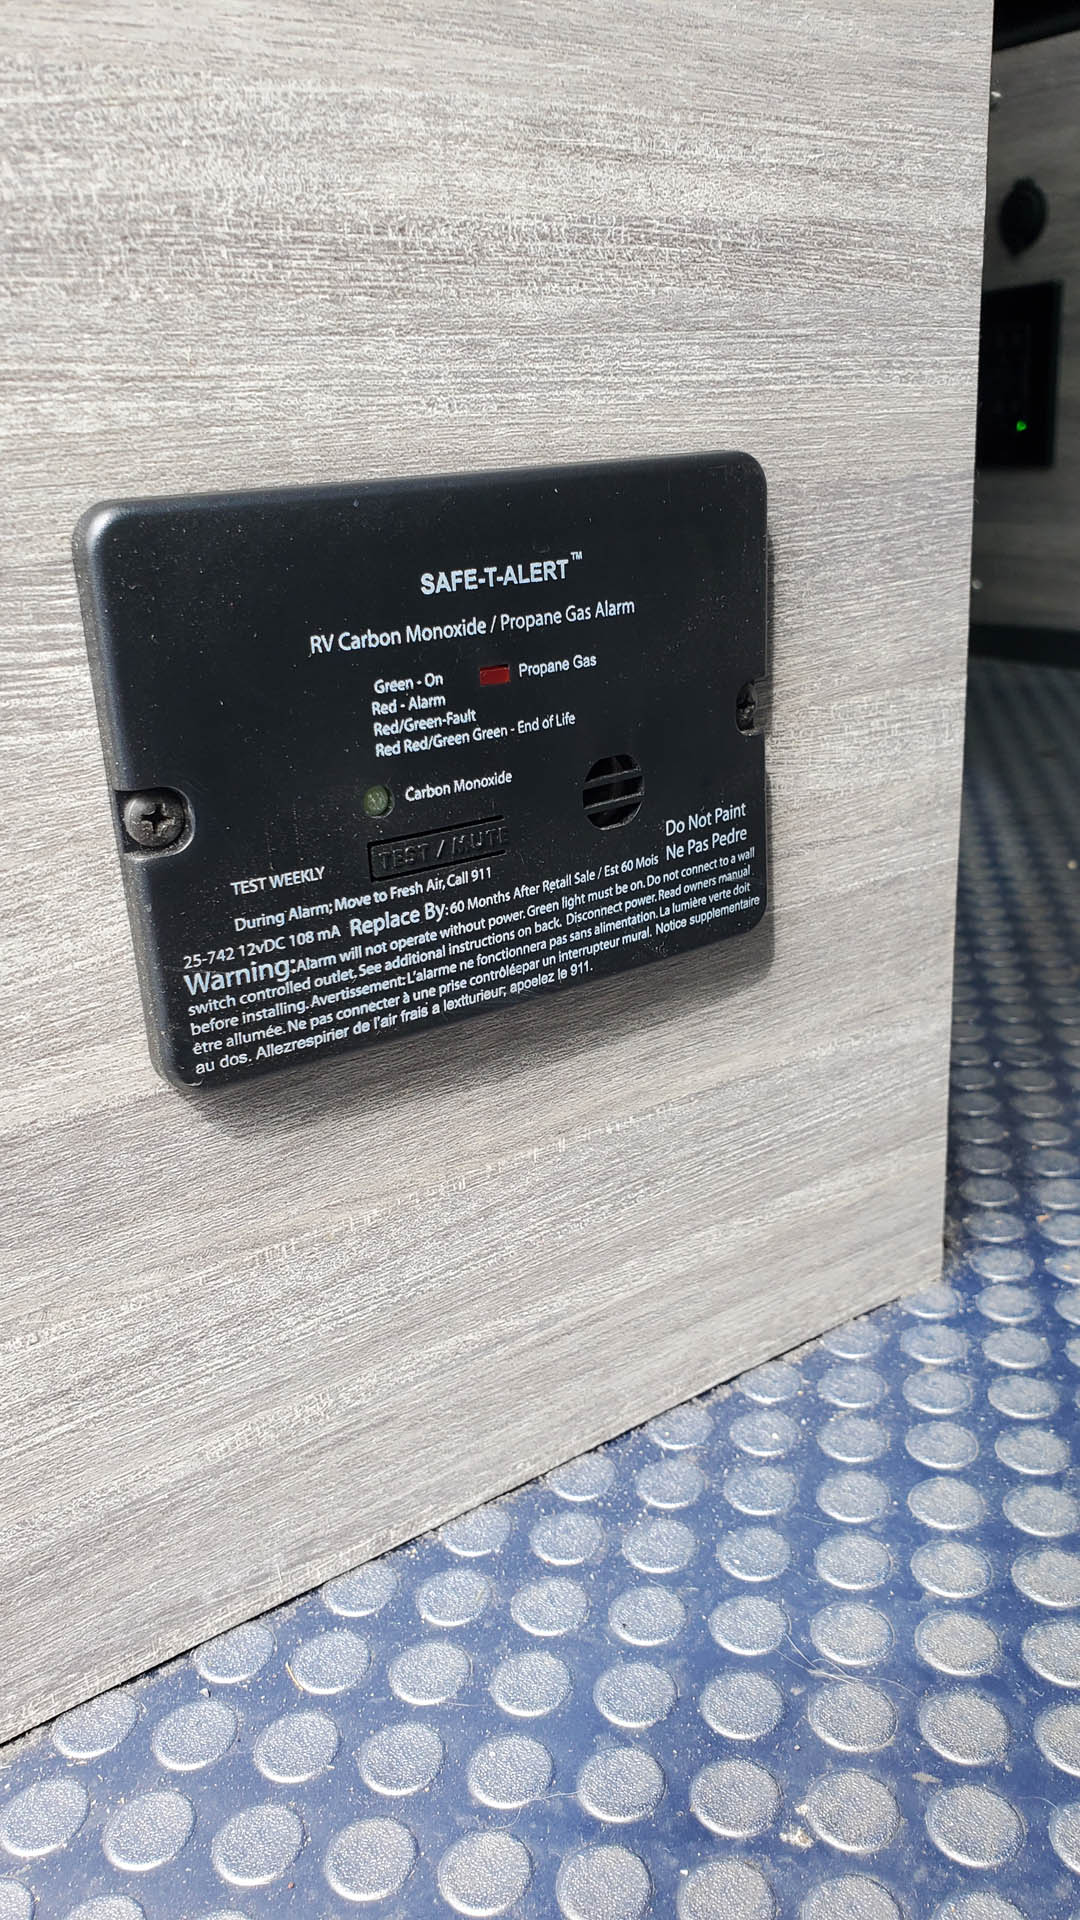 SAFE-T-ALERT™
RV Carbon Monoxide / Propane Gas Alarm
Green - On
Propane Gas
Red - Alarm
Red/Green-Fault
Red Red/Green Green - End of Life
Carbon Monoxide
TEST / MUTE
TEST WEEKLY
Do Not Paint
Ne Pas Pedre
During Alarm; Move to Fresh Air, Call 911
25-742 12vDC 108 mA Replace By: 60 Months After Retail Sale / Est 60 Mois
Warning: Alarm will not operate without power. Green light must be on. Do not connect to a wall
switch controlled outlet. See additional instructions on back. Disconnect power. Read owners manual
before installing. Avertissement: L'alarme ne fonctionnera pas sans alimentation. La lumière verte doit
être allumée. Ne pas connecter à une prise contrôléepar un interrupteur mural. Notice supplementaire
au dos. Allezrespirier de l'air frais a lextturieur; apoelez le 911.